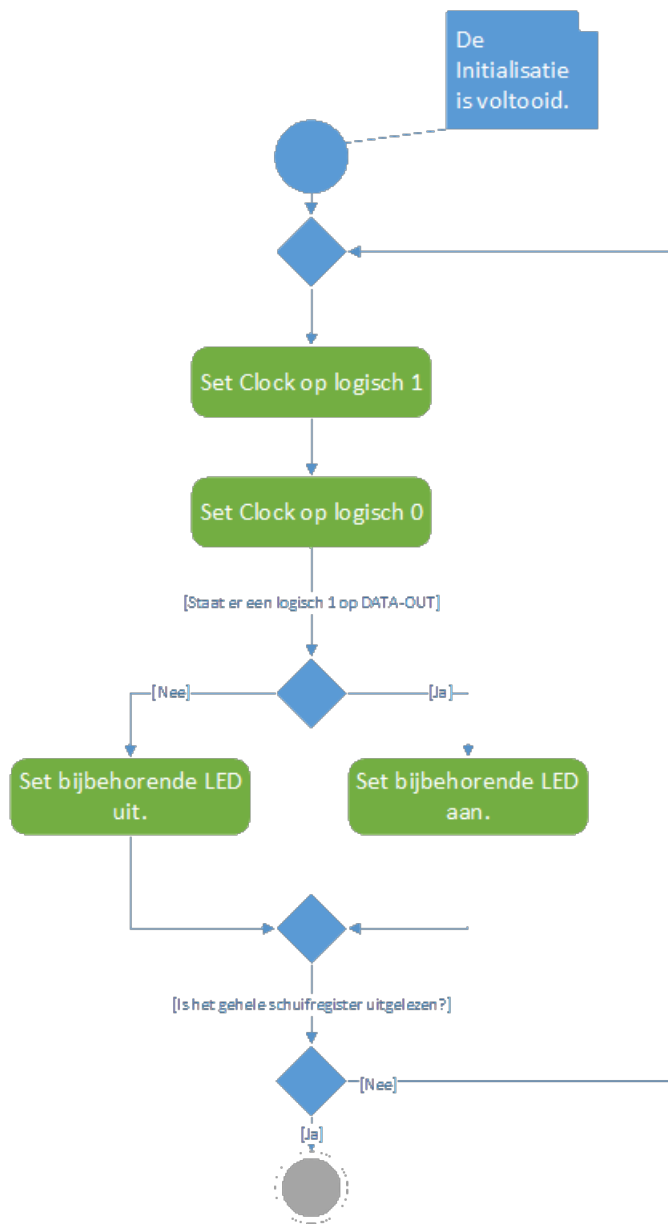 De
Initialisatie
is voltooid.
Set Clock op logisch 1
Set Clock op logisch 0
[Staat er een logisch 1 op DATA-OUT]
[Nee]
[Ja]
Set bijbehorende LED
uit.
Set bijbehorende LED
aan.
[Is het gehele schuifregister uitgelezen?]
[Nee]
[Ja]